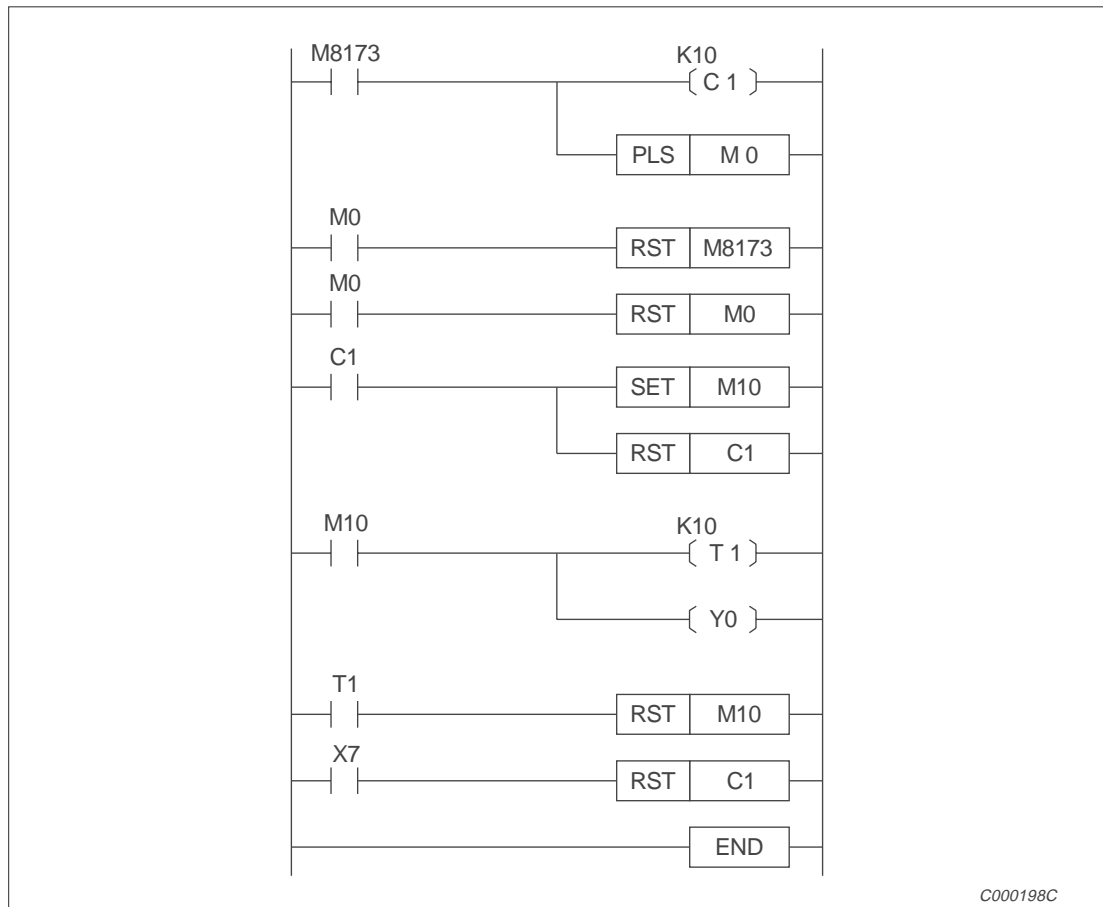 M8173
K10
C 1
PLS M 0
M0
RST M8173
M0
RST M0
C1
SET M10
RST C1
M10
K10
T 1
Y0
T1
RST M10
X7
RST C1
END
C000198C